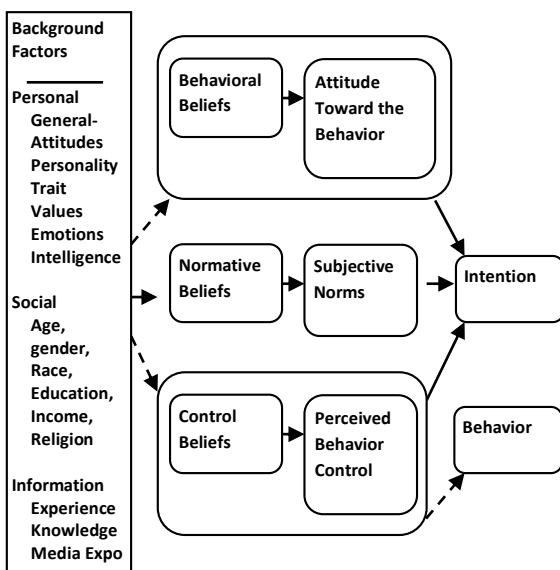 Background
Factors
Personal
General-
Attitudes
Personality
Trait
Values
Emotions
Intelligence
Social
Age,
gender,
Race,
Education,
Income,
Religion
Information
Experience
Knowledge
Media Expo
Behavioral
Beliefs
Attitude
Toward the
Behavior
Normative
Beliefs
Subjective
Norms
Intention
Control
Beliefs
Perceived
Behavior
Control
Behavior